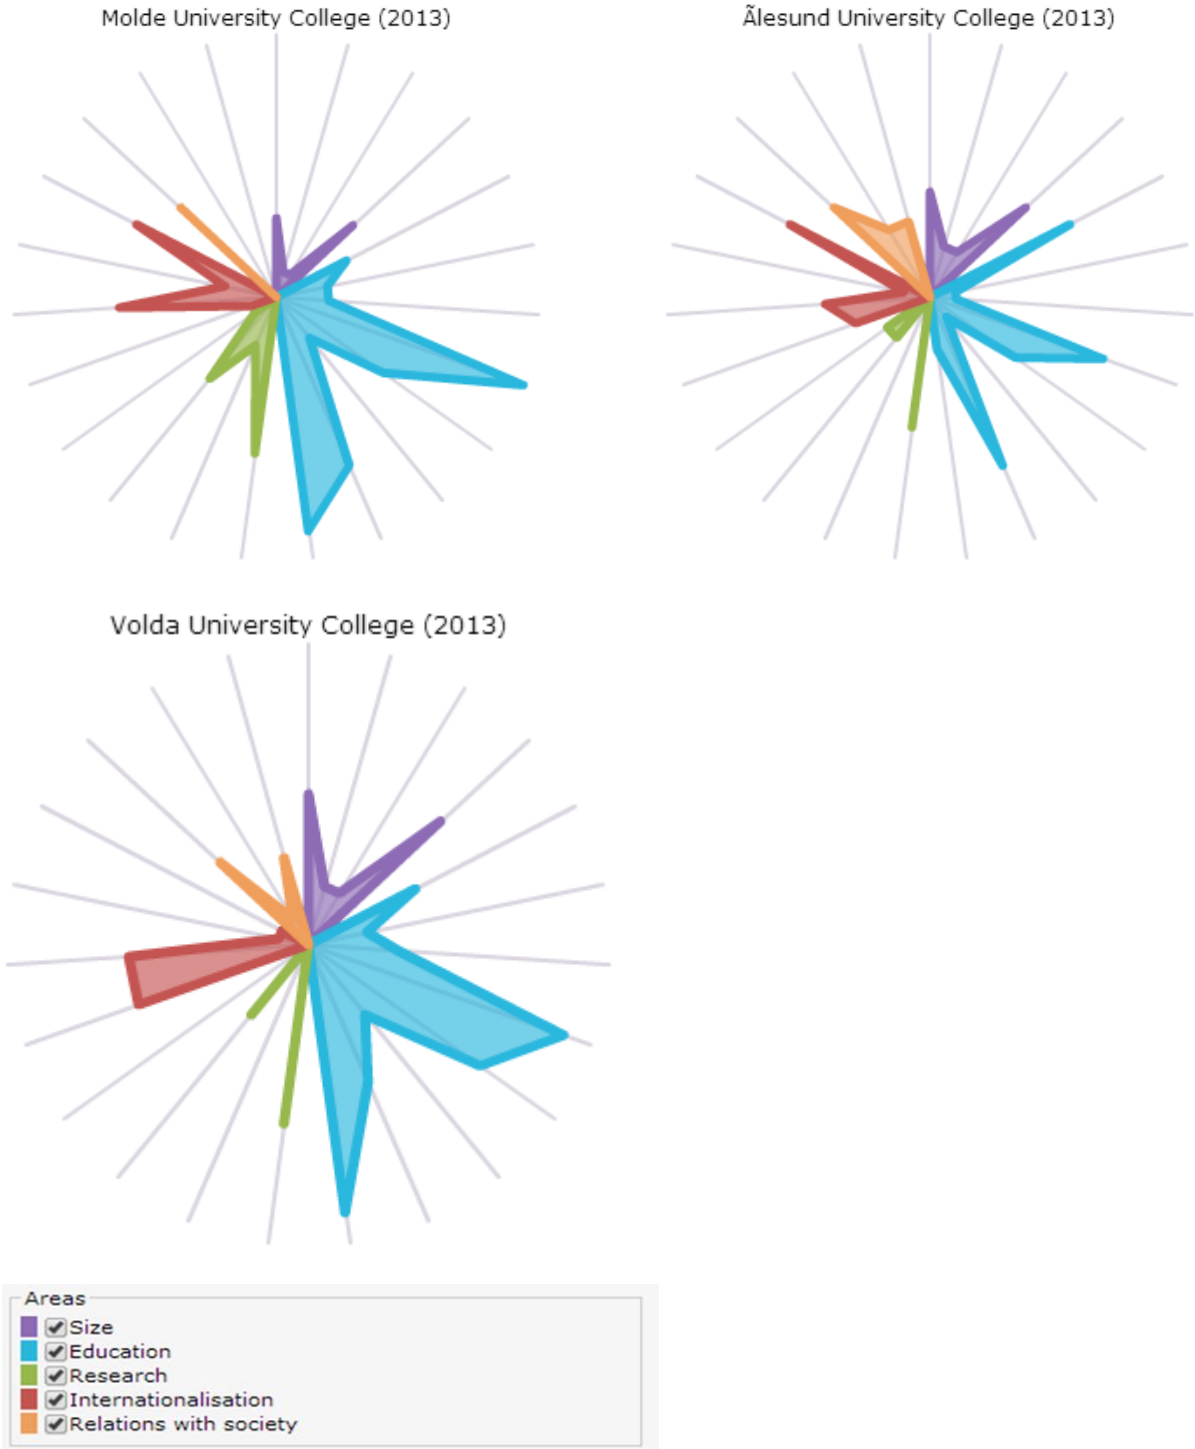 Molde University College (2013)
Ãlesund University College (2013)
Volda University College (2013)
Areas
Size
Education
Research
Internationalisation
Relations with society